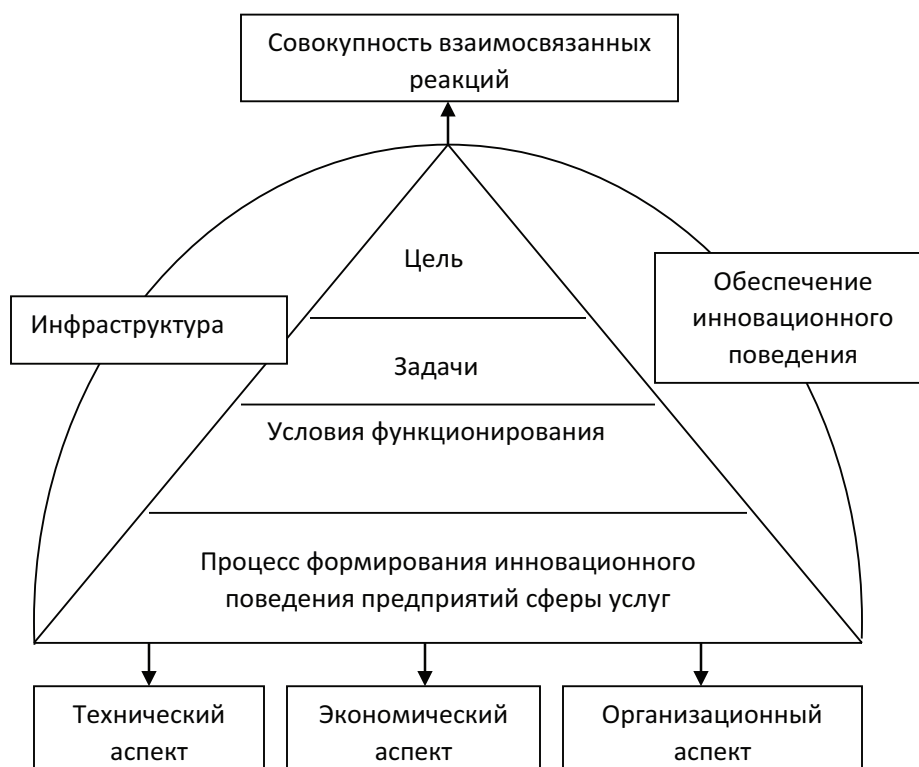 Совокупность взаимосвязанных
реакций
Цель
Обеспечение
инновационного
поведения
Инфраструктура
Задачи
Условия функционирования
Процесс формирования инновационного
поведения предприятий сферы услуг
Технический
аспект
Экономический
аспект
Организационный
аспект